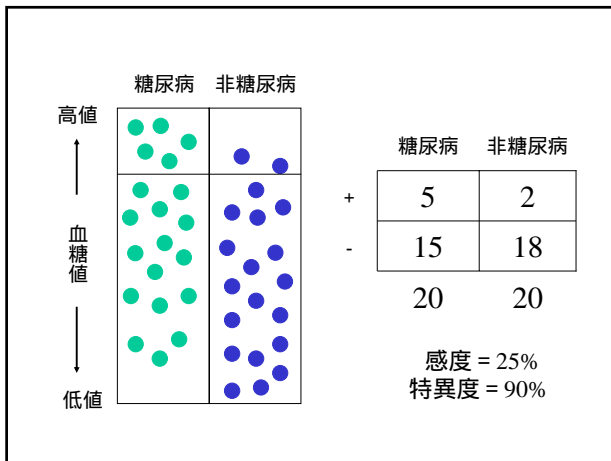 糖尿病 非糖尿病
高値
血糖値
低値
糖尿病 非糖尿病
+ 5 2
- 15 18
20 20
感度 = 25%
特異度 = 90%